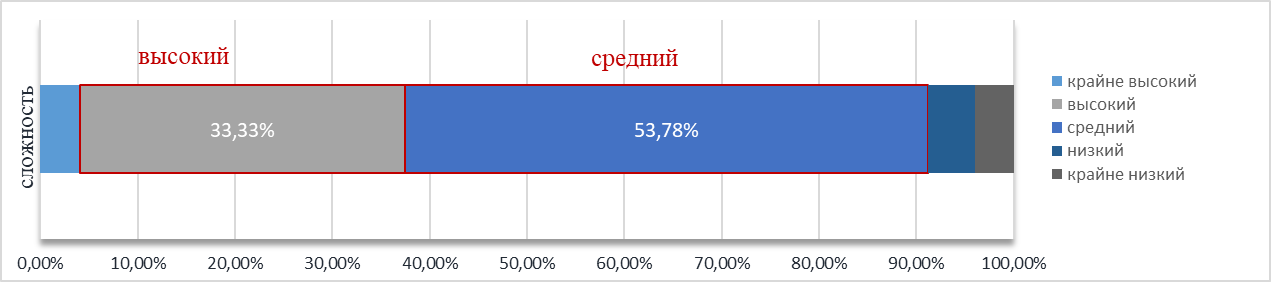 высокий
средний
сложность
33,33%
53,78%
крайне высокий
высокий
средний
низкий
крайне низкий
0,00% 10,00% 20,00% 30,00% 40,00% 50,00% 60,00% 70,00% 80,00% 90,00% 100,00%